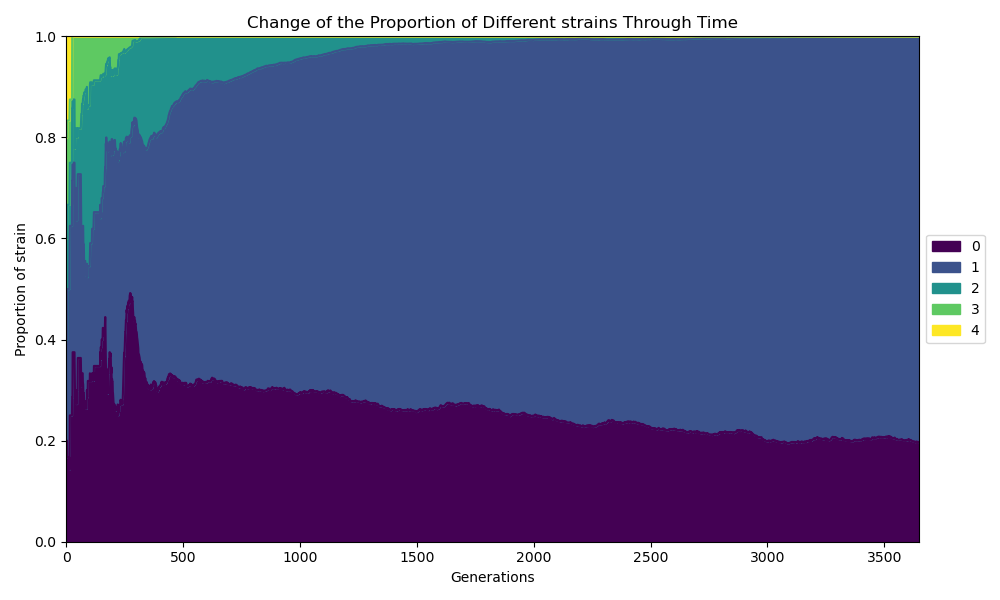 Change of the Proportion of Different strains Through Time
1.0
0.8
0.6
0.4
0.2
0.0
Proportion of strain
0 500 1000 1500 2000 2500 3000 3500
Generations
0
1
2
3
4